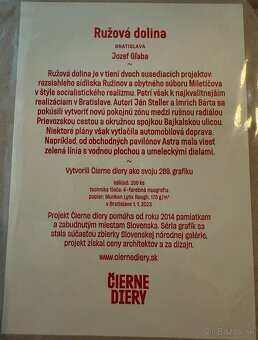 Ružová dolina
BRATISLAVA
Jozef Gľaba
~
Ružová dolina je v tieni dvoch susediacich projektov:
rozsiahleho sídliska Ružinov a obytného súboru Miletičova
v štýle socialistického realizmu. Patrí však k najkvalitnejším
realizáciám v Bratislave. Autori Ján Steller a Imrich Bárta sa
pokúsili vytvoriť nový pokojný zónu medzi rušnou radiálou
Prievozskou cestou a okružnou spojkou Bajkalskou ulicou.
Niektoré plány však vytlačila automobilová doprava.
Napríklad, od obchodných pavilónov Astra mala viesť
zelená línia s vodnou plochou a umeleckými dielami.
~
Vytvorili Čierne diery ako svoju 289. grafiku
náklad: 200 ks
technika tlače: 4-farebná risografia
papier: Munken Lynx Rough, 170 g/m²
v Bratislave 1.1.2023
Projekt Čierne diery pomáha od roku 2014 pamiatkam
a zabudnutým miestam Slovenska. Séria grafík sa
stala súčasťou zbierky Slovenskej národnej galérie,
projekt získal ceny architektov a za dizajn.
www.ciernediery.sk
ČIERNE
DIERY
bazos.sk